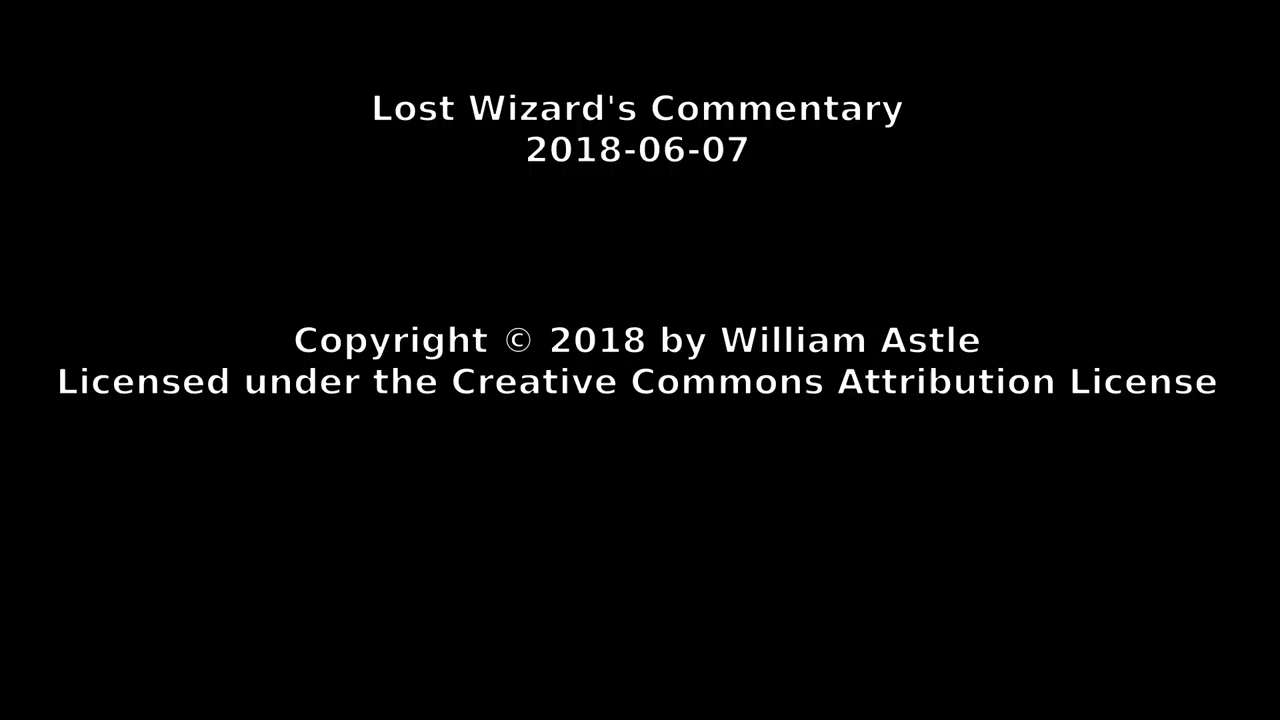 Lost Wizard's Commentary
2018-06-07
Copyright © 2018 by William Astle
Licensed under the Creative Commons Attribution License